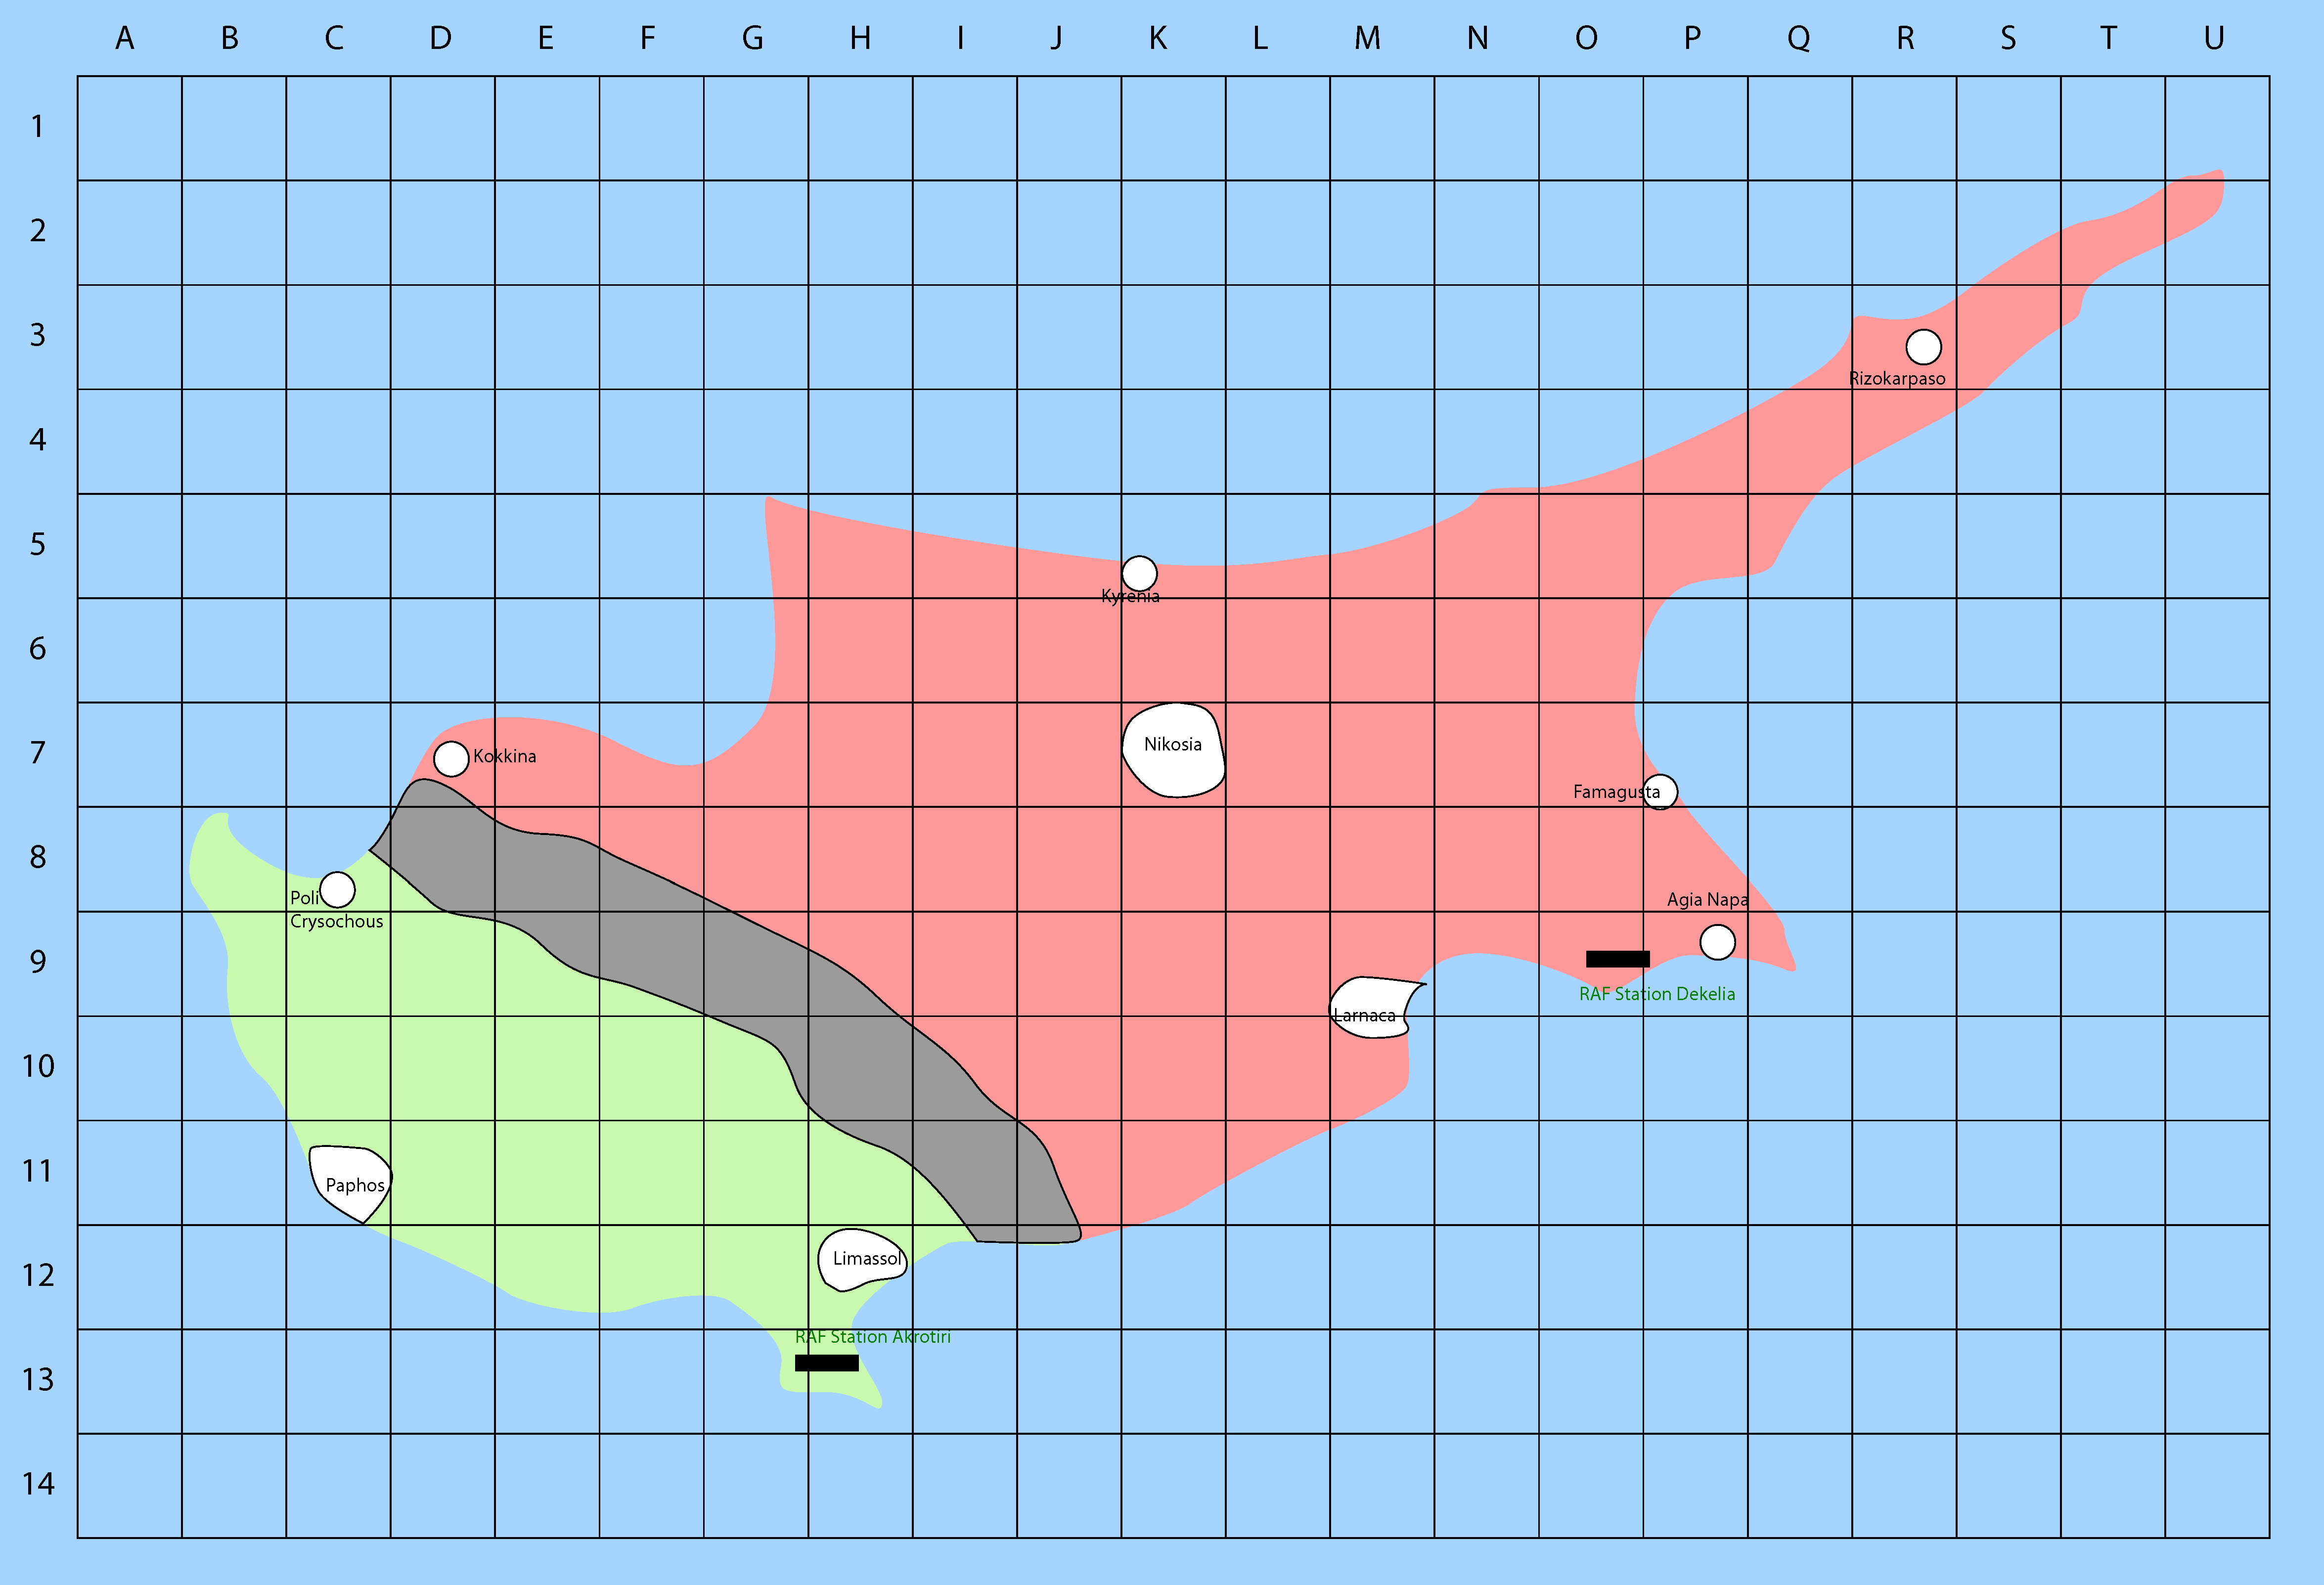 A B C D E F G H I J K L M N O P Q R S T U
1
2
3
Rizokarpaso
4
5
Kyrenia
6
7
Nikosia
Kokkina
Famagusta
8
Poli
Crysochous
Agia Napa
9
RAF Station Dekelia
Larnaca
10
11
Paphos
12
Limassol
RAF Station Akrotiri
13
14